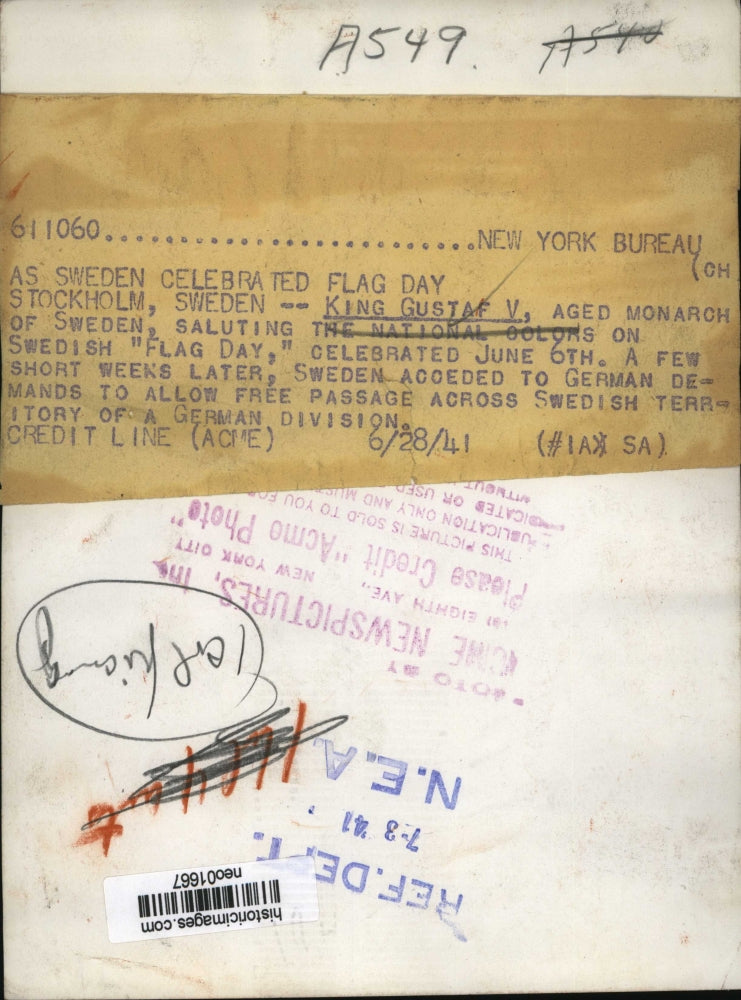 A549. A540
611060..............................NEW YORK BUREAU
(CH
AS SWEDEN CELEBRATED FLAG DAY
STOCKHOLM, SWEDEN -- KING GUSTAF V, AGED MONARCH
OF SWEDEN, SALUTING THE NATIONAL COLORS ON
SWEDISH "FLAG DAY," CELEBRATED JUNE 6TH. A FEW
SHORT WEEKS LATER, SWEDEN ACCEDED TO GERMAN DE-
MANDS TO ALLOW FREE PASSAGE ACROSS SWEDISH TERR-
ITORY OF A GERMAN DIVISION.
CREDIT LINE (ACME) 6/28/41 (#1AX SA)
PHOTO BY
ACME NEWSPICTURES, Inc
461 EIGHTH AVE., NEW YORK CITY
Please Credit "Acme Photo"
THIS PICTURE IS SOLD TO YOU FOR
PUBLICATION ONLY AND MUST
OR USED
WITHOUT
REF. DEPT.
7-3 '41
N.E.A.
historicimages.com
neo01667